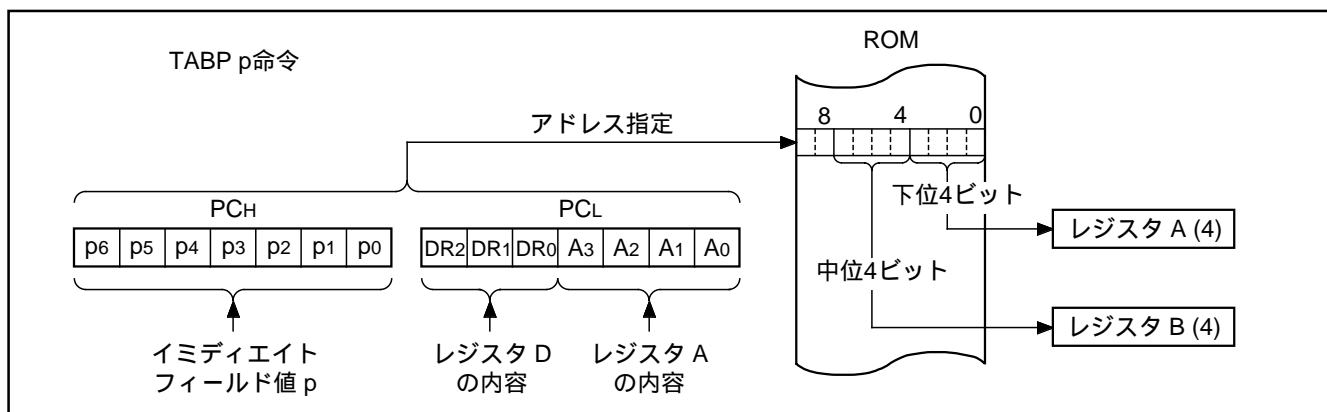 TABP p命令
ROM
8 4 0
アドレス指定
PCH PCL
下位4ビット
p6 p5 p4 p3 p2 p1 p0 DR2 DR1 DR0 A3 A2 A1 A0
レジスタ A (4)
中位4ビット
レジスタ B (4)
イミディエイト
フィールド値 p
レジスタ D
の内容
レジスタ A
の内容